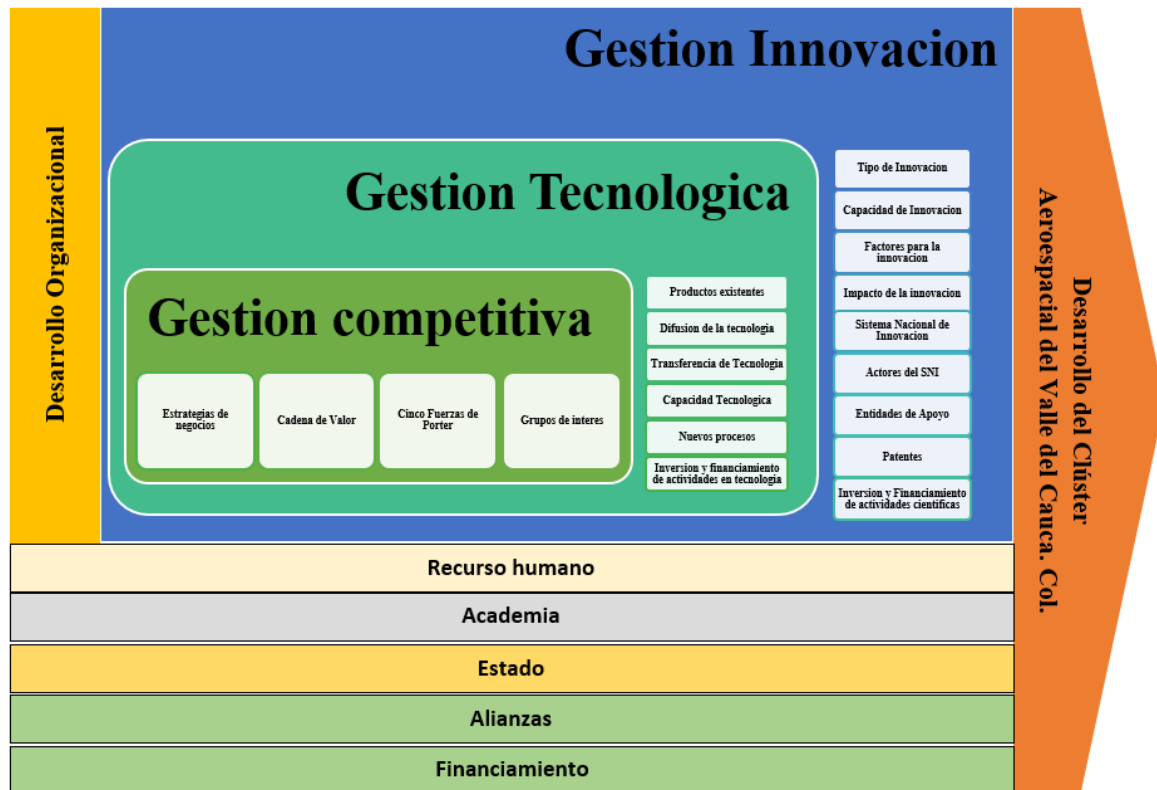 Gestion Innovacion
Desarrollo Organizacional
Gestion Tecnologica
Gestion competitiva
Estrategias de
negocios
Cadena de Valor
Cinco Fuerzas de
Porter
Grupos de interes
Productos existentes
Difusion de la tecnologia
Transferencia de Tecnologia
Capacidad Tecnologica
Nuevos procesos
Inversion y financiamiento
de actividades en tecnologia
Tipo de Innovacion
Capacidad de Innovacion
Factores para la
innovacion
Impacto de la innovacion
Sistema Nacional de
Innovacion
Actores del SNI
Entidades de Apoyo
Patentes
Inversion y Financiamiento
de actividades cientificas
Desarrollo del Clúster
Aeroespacial del Valle del Cauca. Col.
Recurso humano
Academia
Estado
Alianzas
Financiamiento